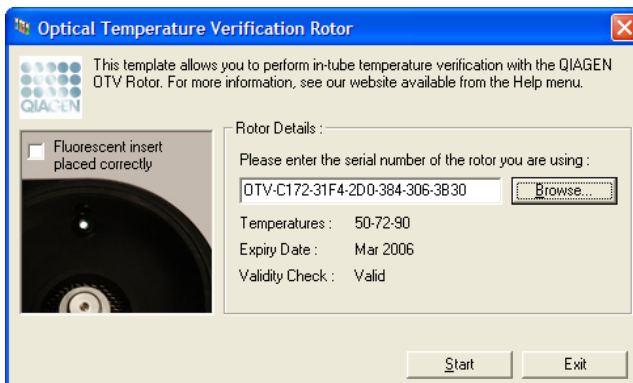 Optical Temperature Verification Rotor
This template allows you to perform in-tube temperature verification with the QIAGEN
OTV Rotor. For more information, see our website available from the Help menu.
QIAGEN
Fluorescent insert
placed correctly
Rotor Details :
Please enter the serial number of the rotor you are using :
OTV-C172-31F4-2D0-384-306-3B30
Browse...
Temperatures : 50-72-90
Expiry Date : Mar 2006
Validity Check : Valid
Start
Exit